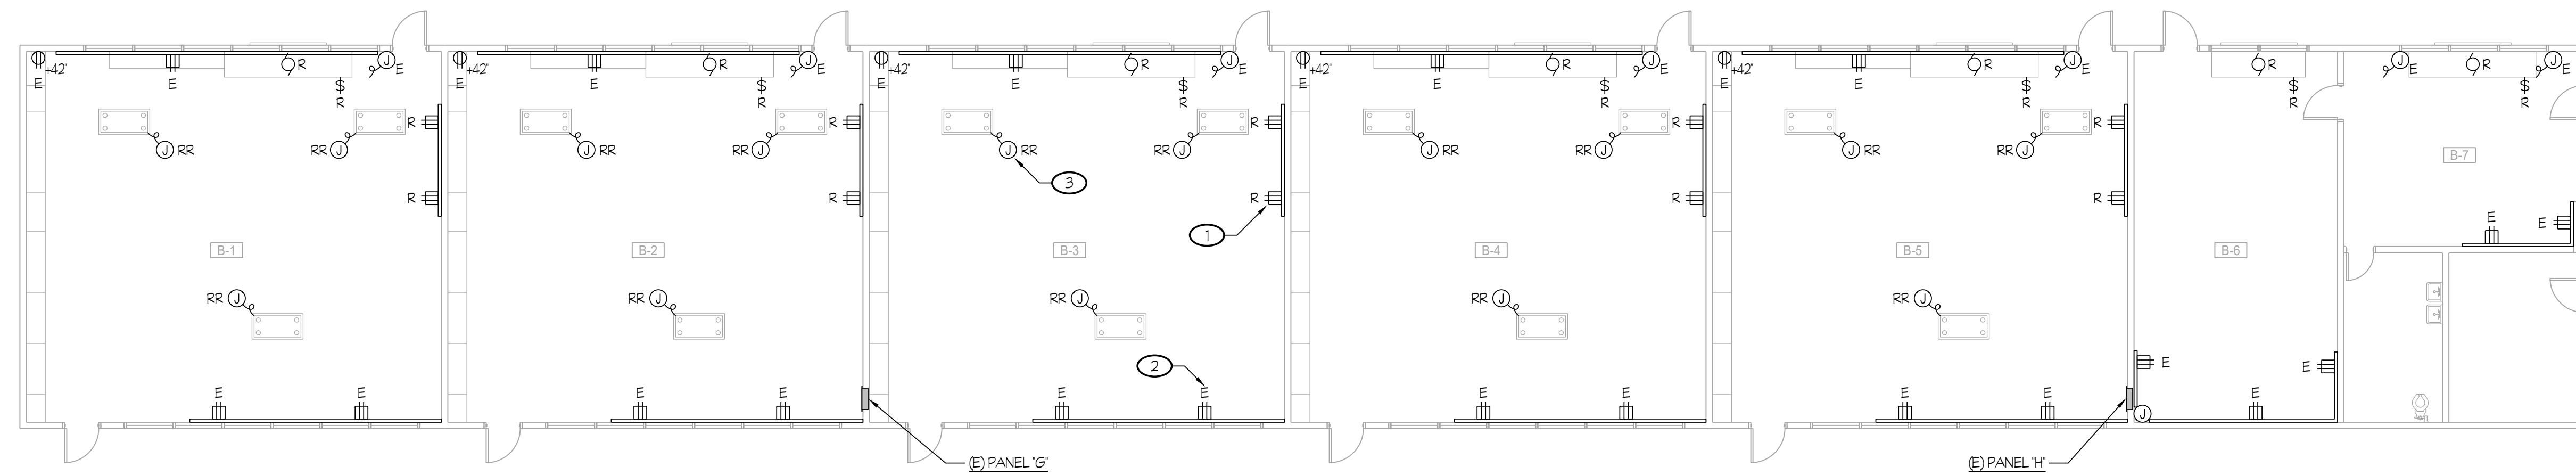 +42" +42" +42" +42" +42"
J J J J J J J
E R E E R E E R E E R E E R E R E R E
E R E R E R E R E R R R
R R R R R
J RR RR J J RR RR J J RR RR J J RR RR J J RR RR J
B-7
3
R R R R R
E E
1
B-1 B-2 B-3 B-4 B-5 B-6
RR J RR J RR J RR J RR J
2
E E
E E E E E E E E E E E
J
(E) PANEL "G" (E) PANEL "H"